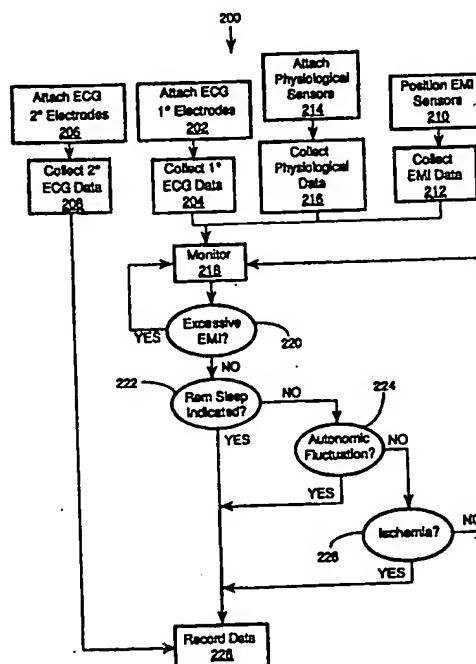 200
Attach ECG
2° Electrodes
206
Attach ECG
1° Electrodes
202
Attach
Physiological
Sensors
214
Position EMI
Sensors
210
Collect 2°
ECG Data
208
Collect 1°
ECG Data
204
Collect
Physiological
Data
216
Collect
EMI Data
212
Monitor
218
Excessive
EMI?
YES
220
NO
222
Rem Sleep
Indicated?
NO
224
YES
Autonomic
Fluctuation?
NO
YES
Ischemia?
NO
226
YES
Record Data
228